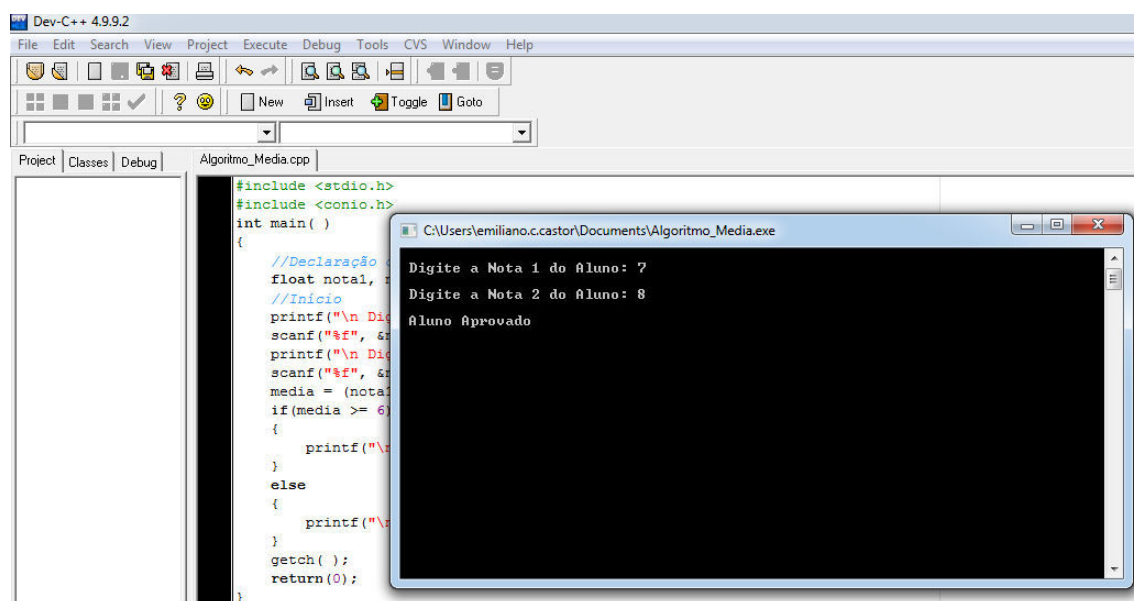 Dev-C++ 4.9.9.2
File Edit Search View Project Execute Debug Tools CVS Window Help
New Insert Toggle Goto
Project Classes Debug Algoritmo_Media.cpp
#include <stdio.h>
#include <conio.h>
int main( )
{
//Declaração
float nota1,
//Início
printf("\n
scanf("%f",
printf("\n
scanf("%f",
media = (nota1
if(media >= 6)
{
printf("\
}
else
{
printf("\
}
getch( );
return(0);
}
C:\Users\emiliano.c.castor\Documents\Algoritmo_Media.exe
Digite a Nota 1 do Aluno: 7
Digite a Nota 2 do Aluno: 8
Aluno Aprovado